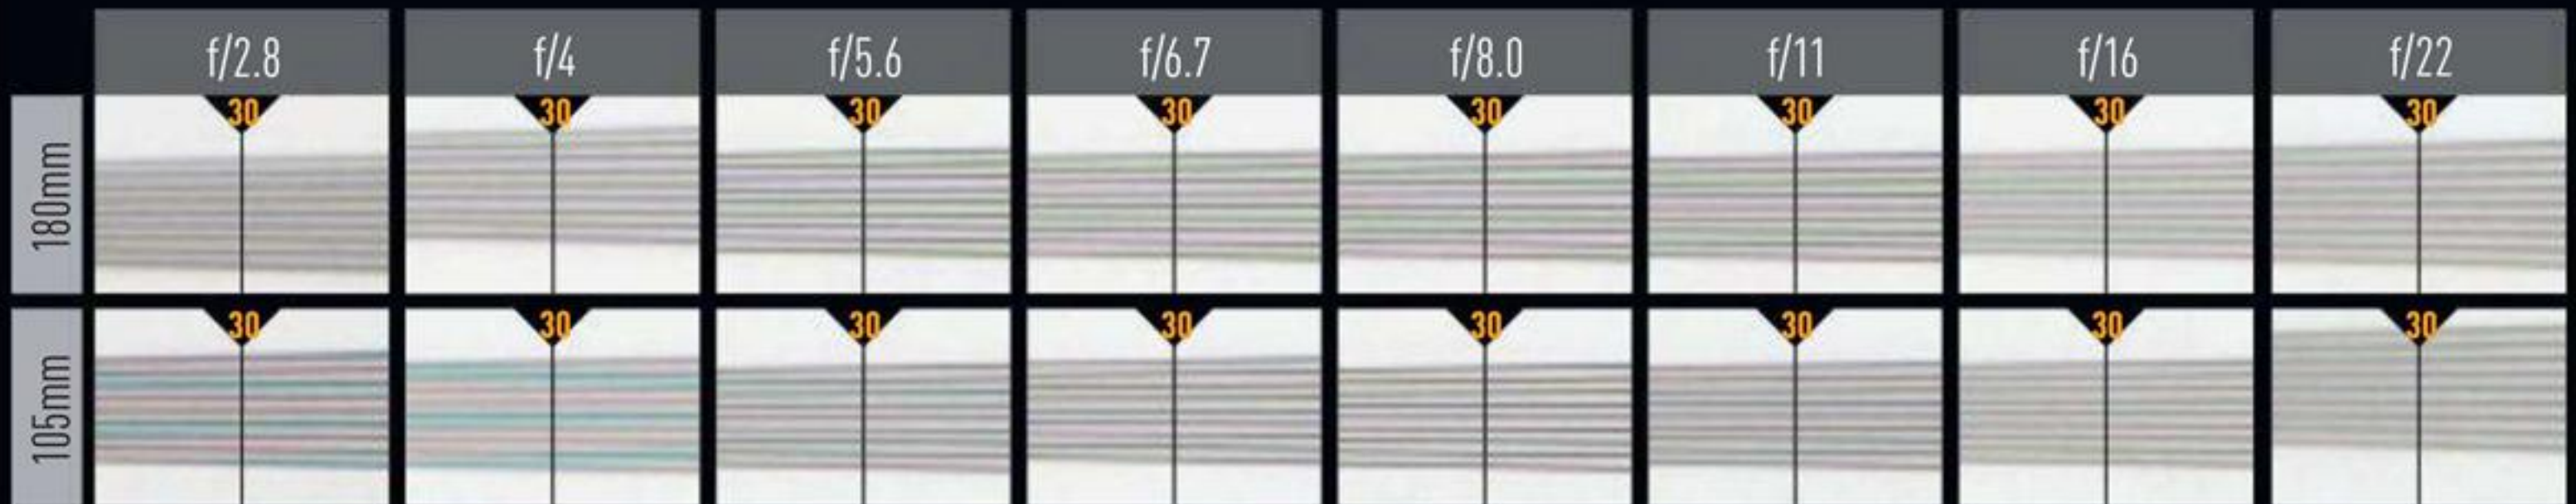 f/2.8 f/4 f/5.6 f/6.7 f/8.0 f/11 f/16 f/22
180mm 30 30 30 30 30 30 30 30
105mm 30 30 30 30 30 30 30 30